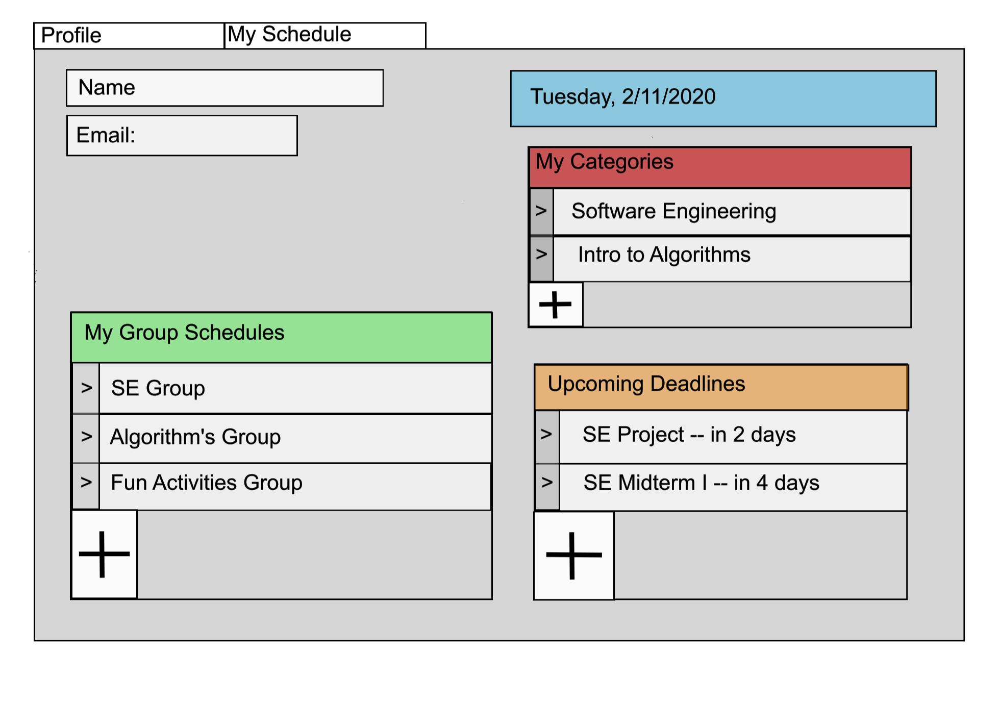 Profile
My Schedule
Name
Email:
Tuesday, 2/11/2020
My Categories
> Software Engineering
> Intro to Algorithms
+
My Group Schedules
> SE Group
> Algorithm's Group
> Fun Activities Group
+
Upcoming Deadlines
> SE Project -- in 2 days
> SE Midterm I -- in 4 days
+